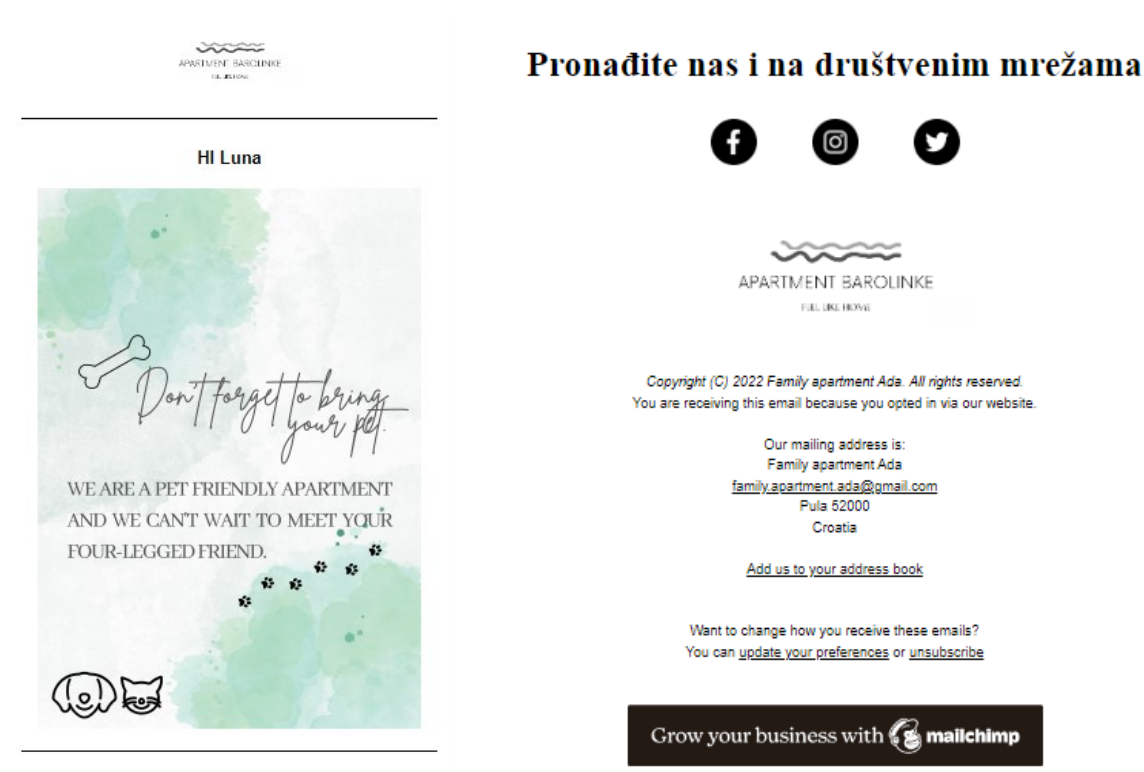 APARTMENT BAROLINKE
FULL LIKE HOME
HI Luna
Don't forget to bring
your pet.
WE ARE A PET FRIENDLY APARTMENT
AND WE CAN'T WAIT TO MEET YOUR
FOUR-LEGGED FRIEND.
Pronađite nas i na društvenim mrežama
APARTMENT BAROLINKE
FULL LIKE HOME
Copyright (C) 2022 Family apartment Ada. All rights reserved.
You are receiving this email because you opted in via our website.
Our mailing address is:
Family apartment Ada
family.apartment.ada@gmail.com
Pula 52000
Croatia
Add us to your address book
Want to change how you receive these emails?
You can update your preferences or unsubscribe
Grow your business with mailchimp